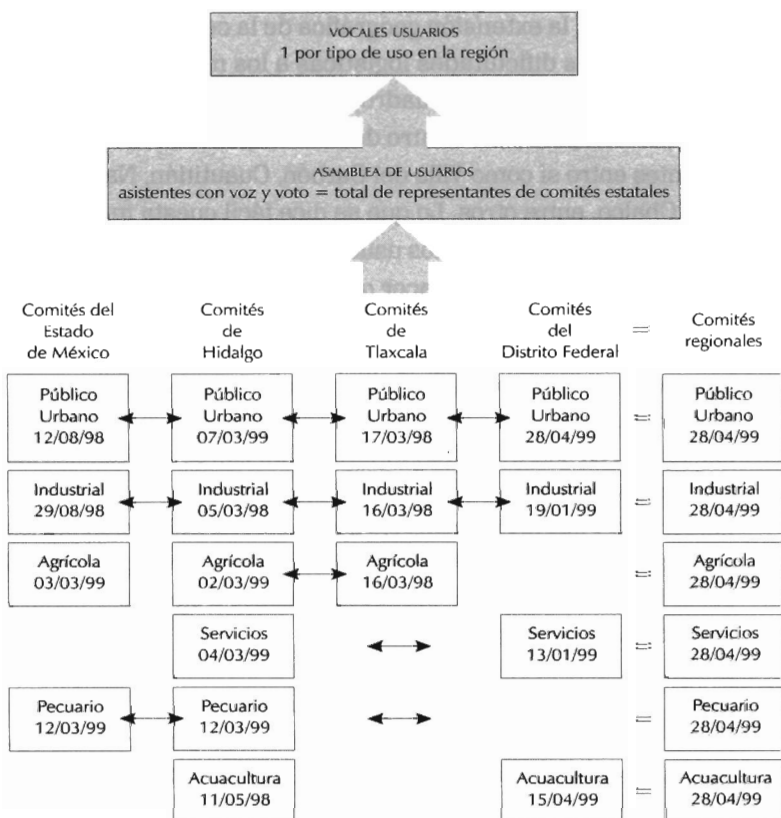 VOCALES USUARIOS
1 por tipo de uso en la región
ASAMBLEA DE USUARIOS
asistentes con voz y voto = total de representantes de comités estatales
Comités del
Estado
de México
Comités
de
Hidalgo
Comités
de
Tlaxcala
Comités
del
Distrito Federal
=
Comités
regionales
Público
Urbano
12/08/98
Público
Urbano
07/03/99
Público
Urbano
17/03/98
Público
Urbano
28/04/99
=
Público
Urbano
28/04/99
Industrial
29/08/98
Industrial
05/03/98
Industrial
16/03/98
Industrial
19/01/99
=
Industrial
28/04/99
Agrícola
03/03/99
Agrícola
02/03/99
Agrícola
16/03/98
=
Agrícola
28/04/99
Servicios
04/03/99
Servicios
13/01/99
=
Servicios
28/04/99
Pecuario
12/03/99
Pecuario
12/03/99
=
Pecuario
28/04/99
Acuacultura
11/05/98
Acuacultura
15/04/99
=
Acuacultura
28/04/99